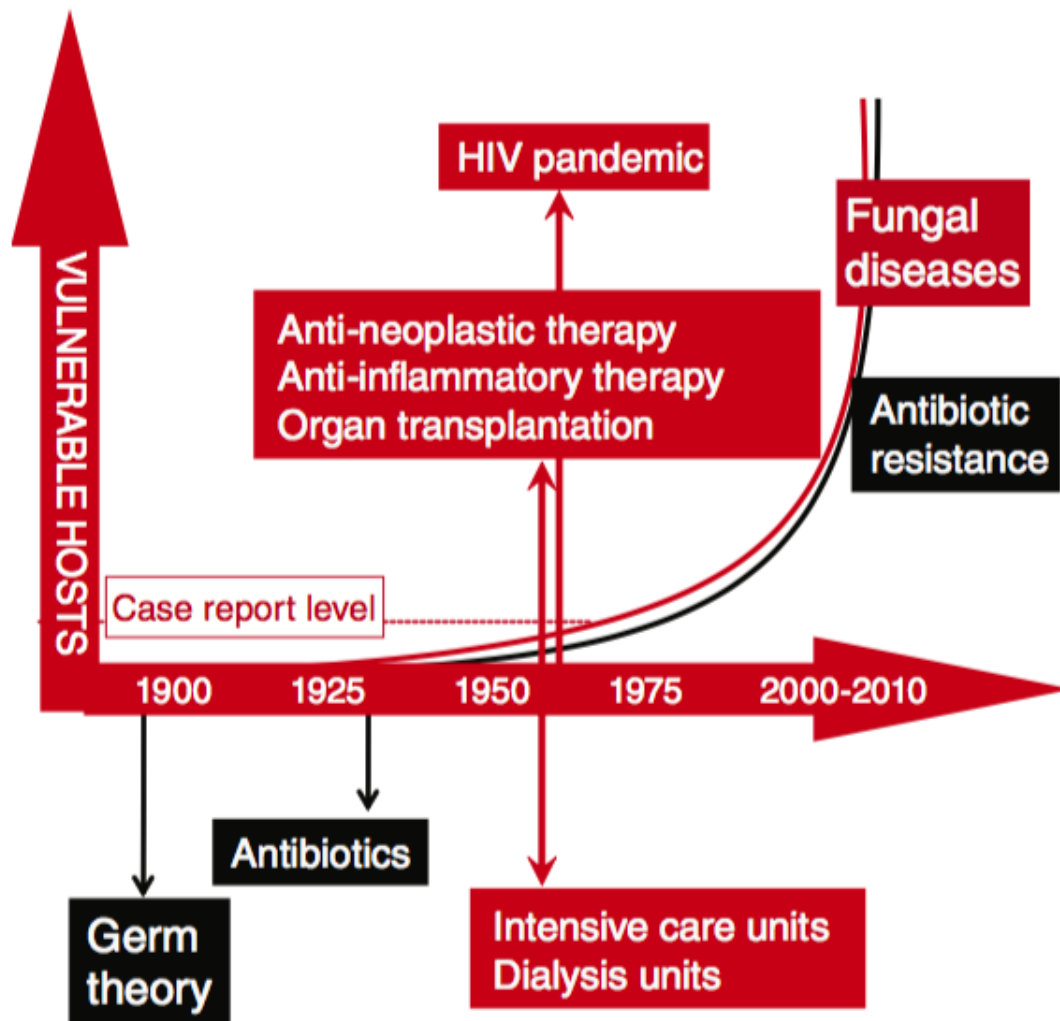 VULNERABLE HOSTS
HIV pandemic
Fungal
diseases
Anti-neoplastic therapy
Anti-inflammatory therapy
Organ transplantation
Antibiotic
resistance
Case report level
1900 1925 1950 1975 2000-2010
Antibiotics
Germ
theory
Intensive care units
Dialysis units